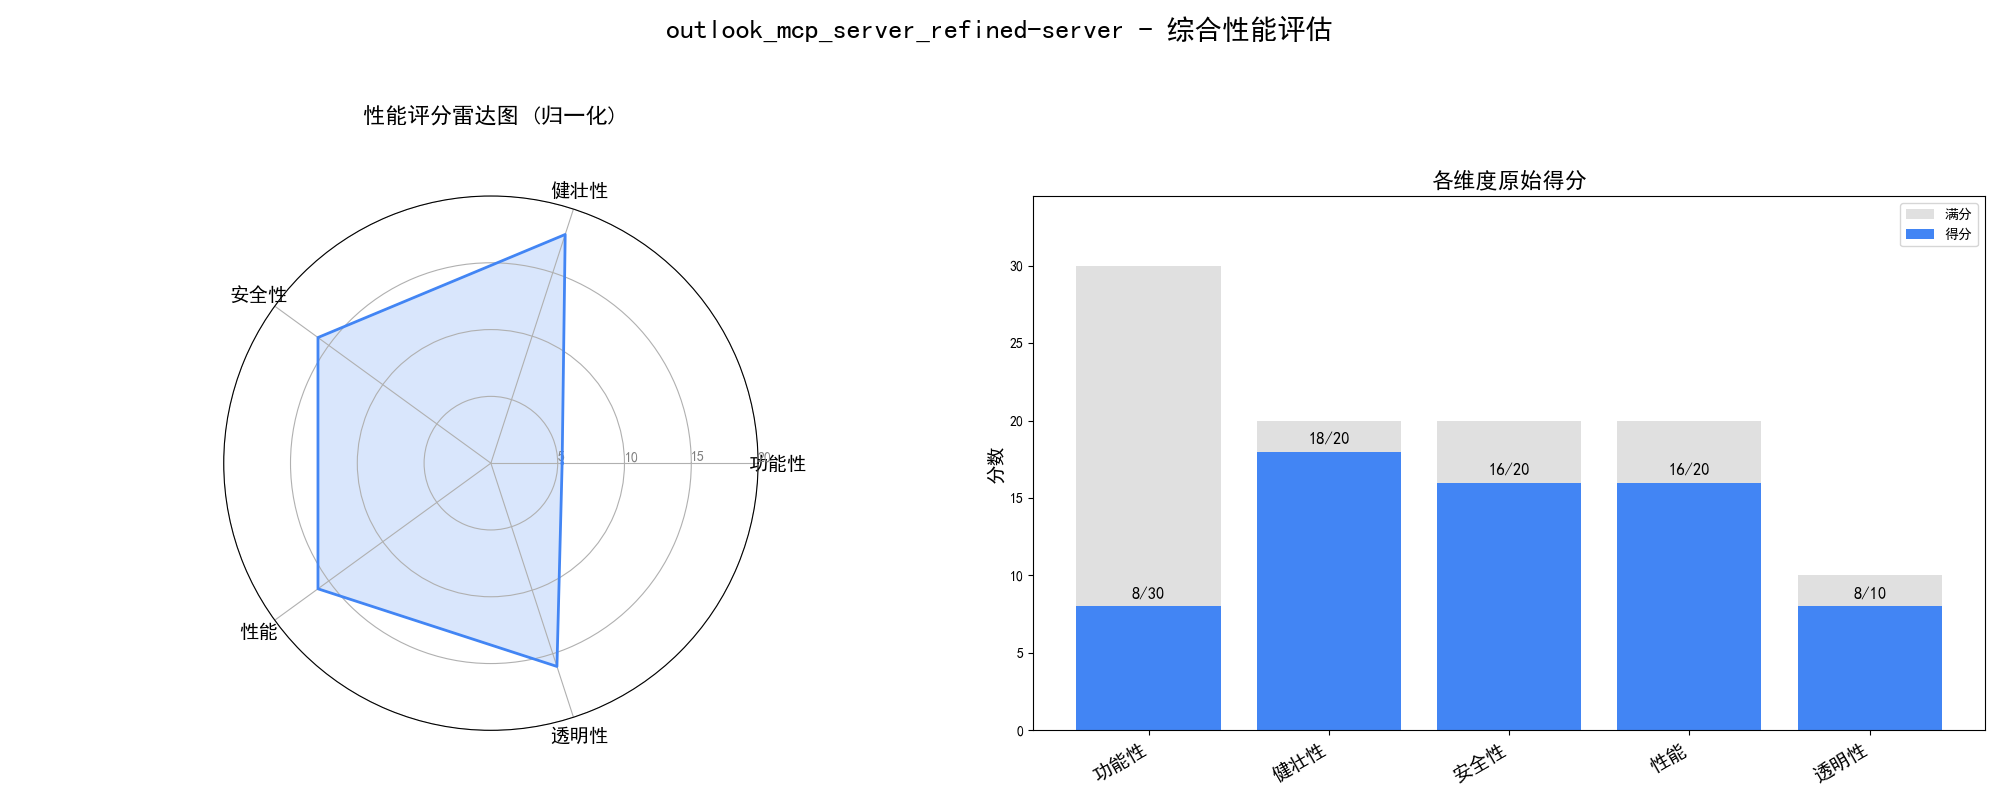 outlook_mcp_server_refined-server - 综合性能评估
性能评分雷达图 (归一化)
健壮性
安全性
功能性
5
10
15
20
性能
透明性
各维度原始得分
满分
得分
分数
30
25
20
15
10
5
0
8/30
18/20
16/20
16/20
8/10
功能性
健壮性
安全性
性能
透明性